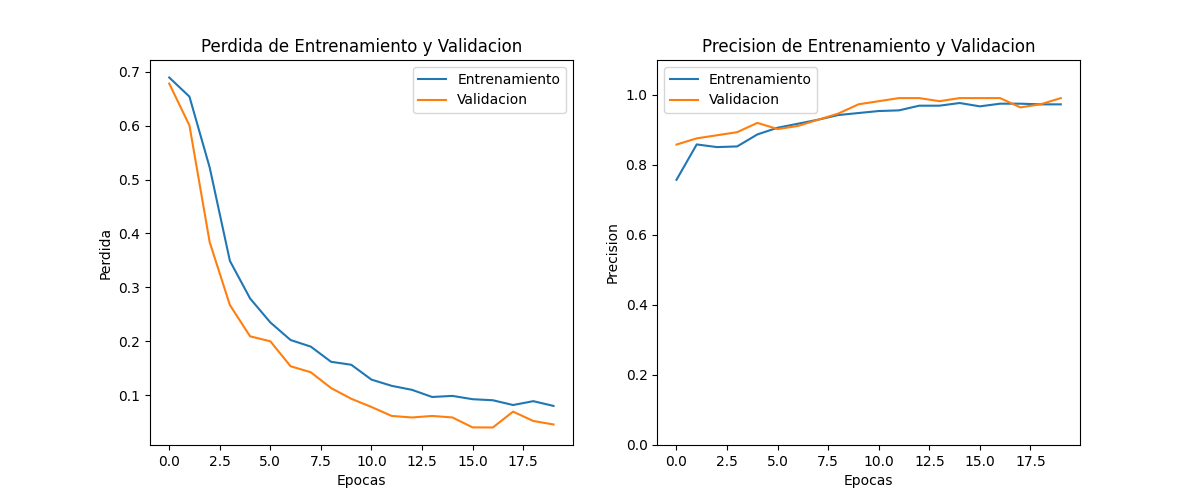 Perdida de Entrenamiento y Validacion
Entrenamiento
Validacion
0.7
0.6
0.5
0.4
0.3
0.2
0.1
Perdida
0.0 2.5 5.0 7.5 10.0 12.5 15.0 17.5
Epocas
Precision de Entrenamiento y Validacion
Entrenamiento
Validacion
1.0
0.8
0.6
0.4
0.2
0.0
Precision
0.0 2.5 5.0 7.5 10.0 12.5 15.0 17.5
Epocas